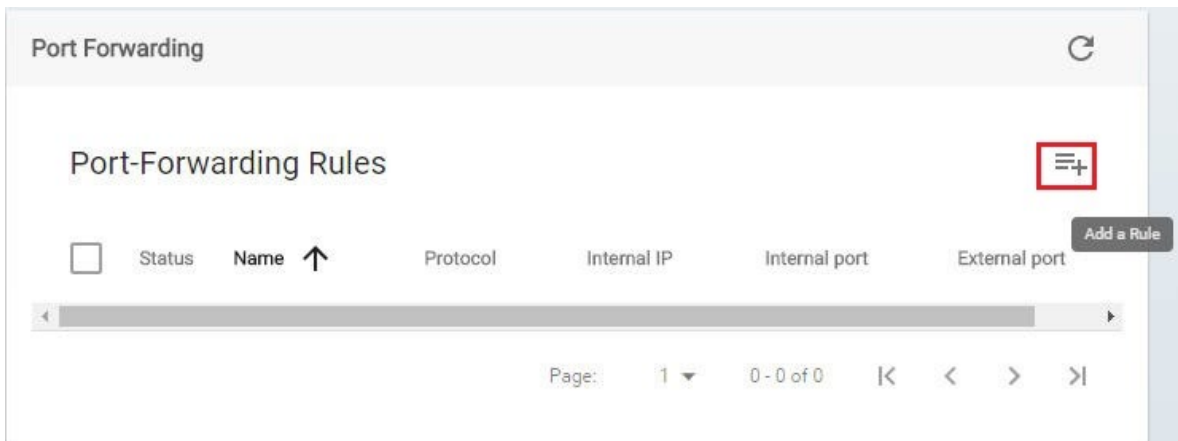 Port Forwarding
Port-Forwarding Rules
Add a Rule
Status Name Protocol Internal IP Internal port External port
Page: 1 0 - 0 of 0